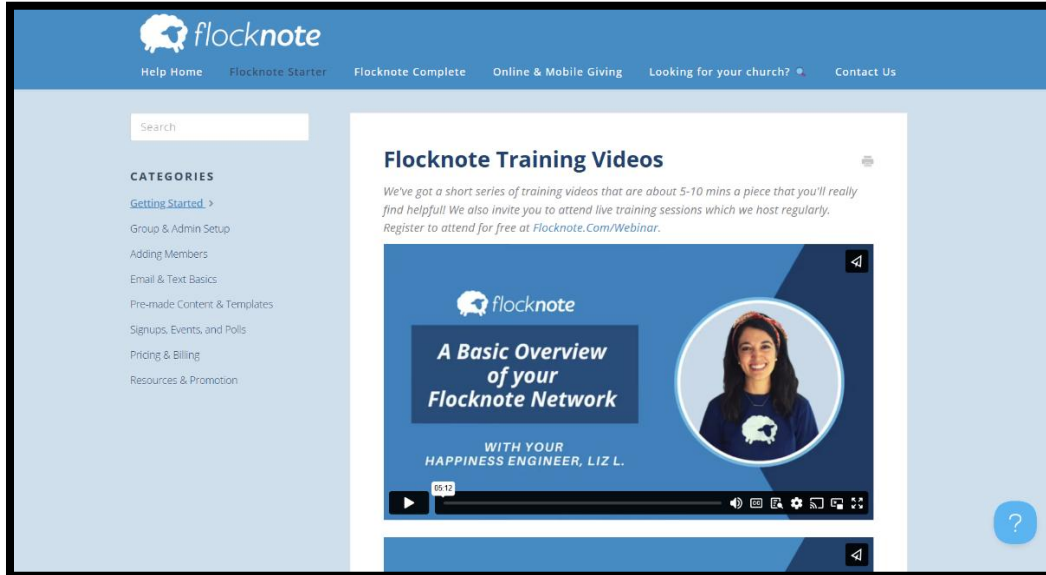 flocknote
Help Home Flocknote Starter Flocknote Complete Online & Mobile Giving Looking for your church? 🔍 Contact Us
Search
CATEGORIES
Getting Started >
Group & Admin Setup
Adding Members
Email & Text Basics
Pre-made Content & Templates
Signups, Events, and Polls
Pricing & Billing
Resources & Promotion
Flocknote Training Videos
We've got a short series of training videos that are about 5-10 mins a piece that you'll really
find helpful! We also invite you to attend live training sessions which we host regularly.
Register to attend for free at Flocknote.Com/Webinar.
flocknote
A Basic Overview
of your
Flocknote Network
WITH YOUR
HAPPINESS ENGINEER, LIZ L.
05:12
CC
?